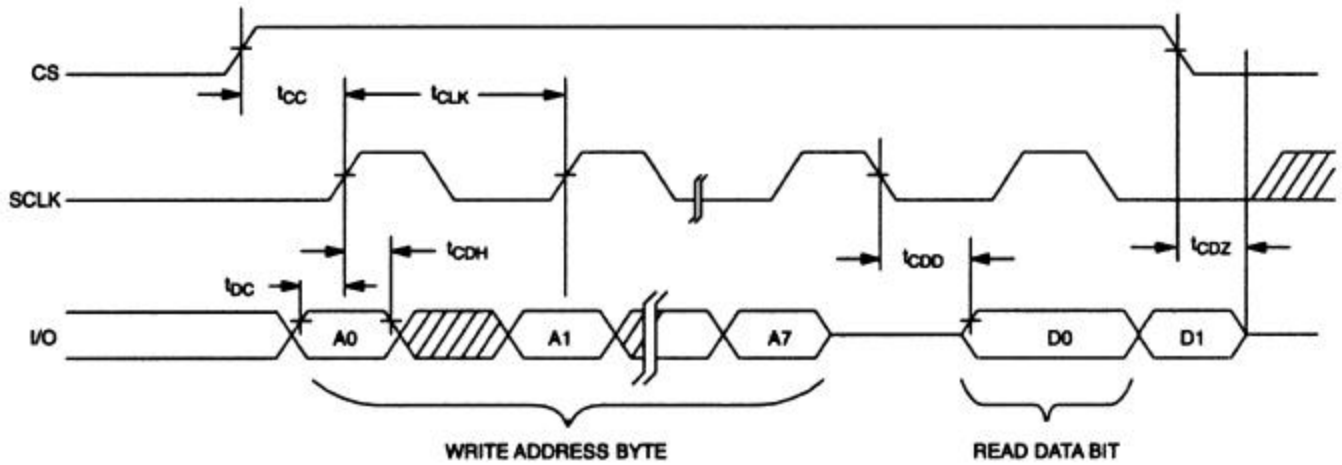 CS
tCC
tCLK
SCLK
tCDH
tCDD
tCDZ
tDC
I/O
A0
A1
A7
D0
D1
WRITE ADDRESS BYTE
READ DATA BIT